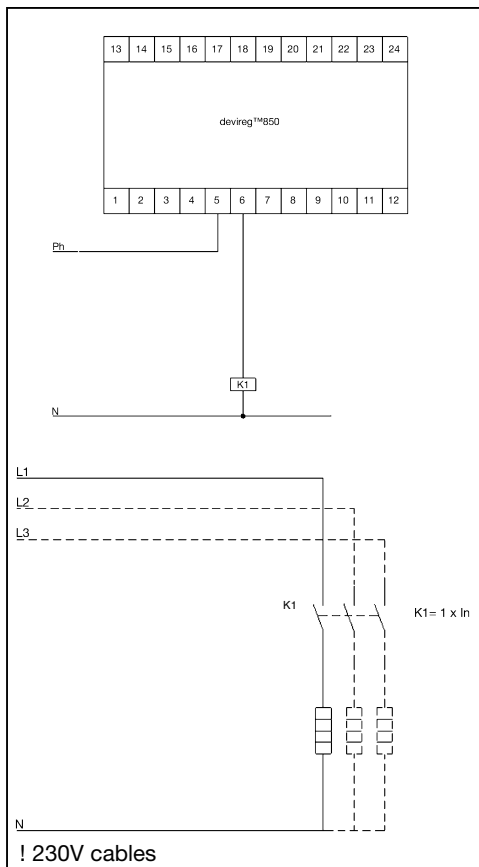 13 14 15 16 17 18 19 20 21 22 23 24
devireg™850
1 2 3 4 5 6 7 8 9 10 11 12
Ph
K1
N
L1
L2
L3
K1
K1= 1 x In
N
! 230V cables